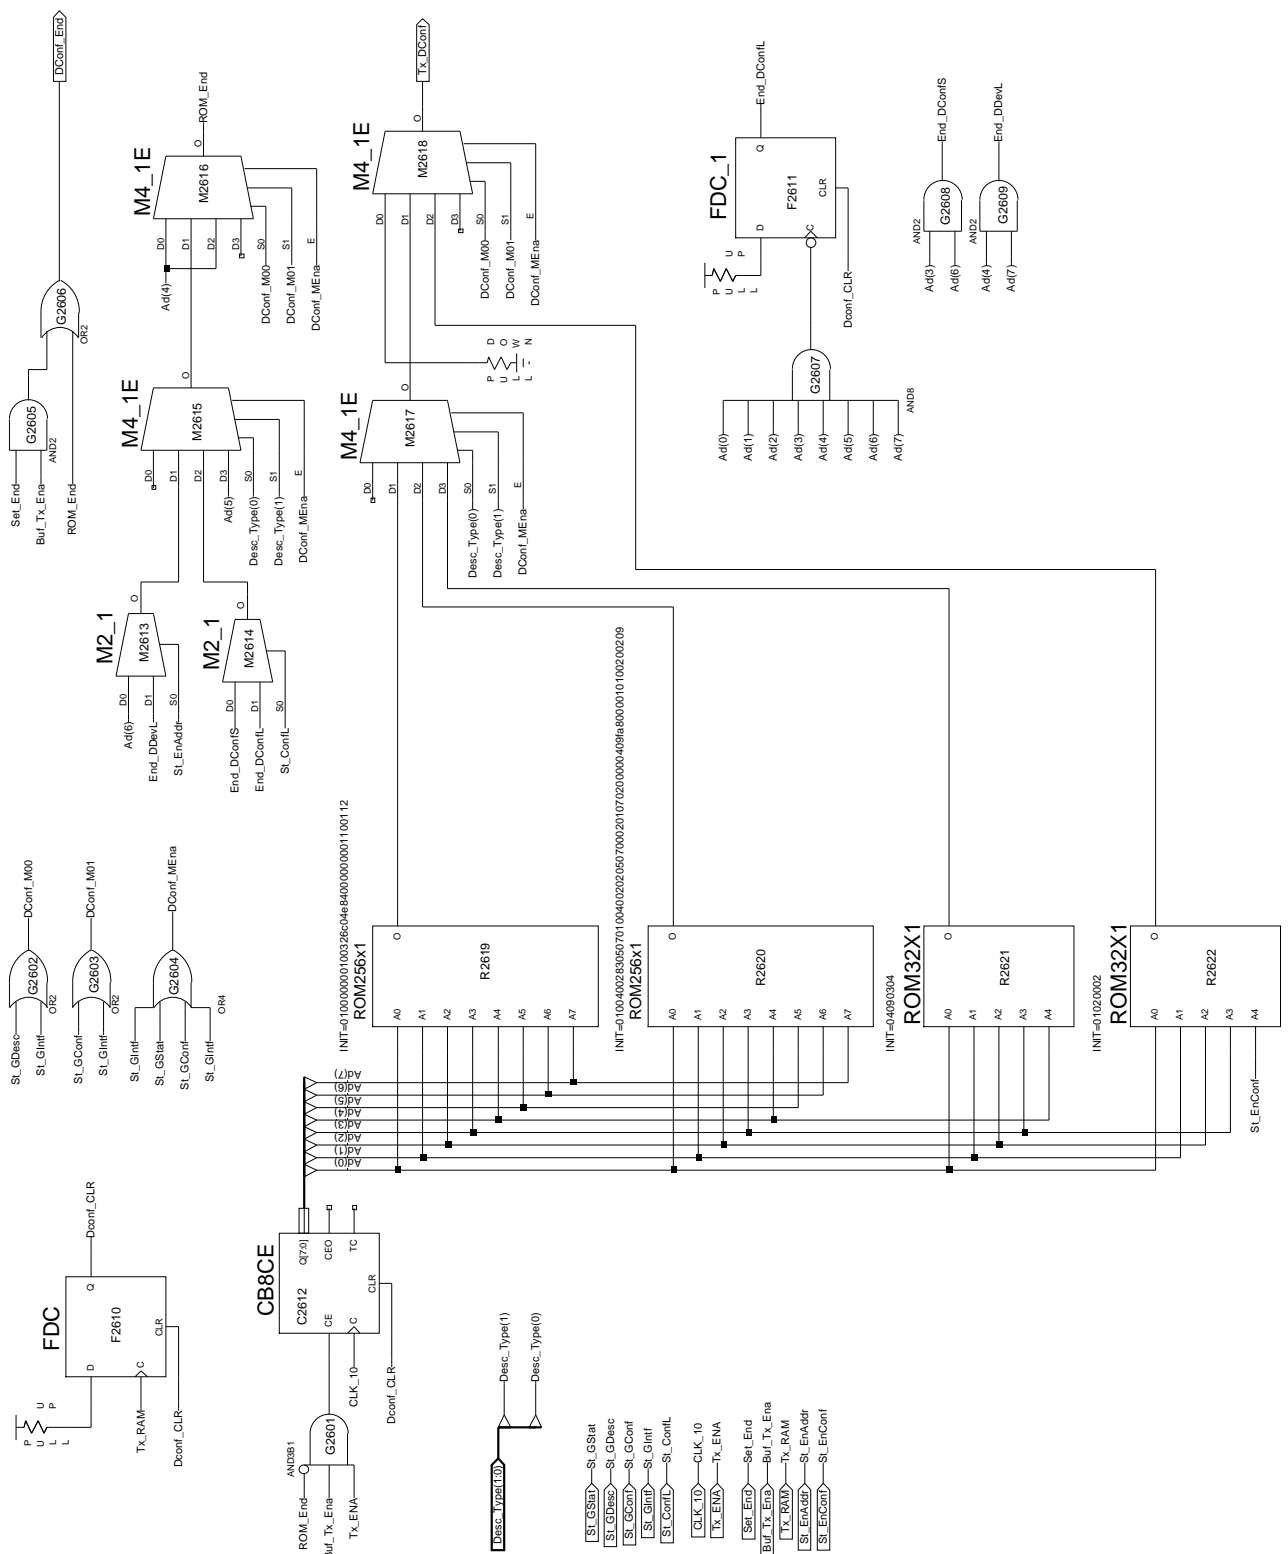 DConf_End
G2606
OR2
G2605
AND2
Set_End
Buf_Tx_Ena
ROM_End
ROM_End
O
M4_1E
M2616
D0
D1
D2
D3
S0
S1
E
Ad(4)
DConf_M00
DConf_M01
DConf_MEna
O
M4_1E
M2615
D0
D1
D2
D3
S0
S1
E
Ad(5)
Desc_Type(0)
Desc_Type(1)
DConf_MEna
O
M2_1
M2613
D0
D1
S0
Ad(6)
End_DDevL
St_EnAddr
O
M2_1
M2614
D0
D1
S0
End_DConfS
End_DConfL
St_ConfL
Tx_DConf
O
M4_1E
M2618
D0
D1
D2
D3
S0
S1
E
DConf_M00
DConf_M01
DConf_MEna
PULL
DOWN
O
M4_1E
M2617
D0
D1
D2
D3
S0
S1
E
Desc_Type(0)
Desc_Type(1)
DConf_MEna
End_DConfL
FDC_1
F2611
Q
D
C
CLR
PULL
UP
Dconf_CLR
G2607
AND8
Ad(0)
Ad(1)
Ad(2)
Ad(3)
Ad(4)
Ad(5)
Ad(6)
Ad(7)
End_DConfS
AND2
G2608
Ad(3)
Ad(6)
End_DDevL
AND2
G2609
Ad(4)
Ad(7)
DConf_M00
G2602
OR2
St_GDesc
St_GIntf
DConf_M01
G2603
OR2
St_GConf
St_GIntf
DConf_MEna
G2604
OR4
St_GIntf
St_GStat
St_GConf
St_GIntf
ROM256x1
R2619
O
A0
A1
A2
A3
A4
A5
A6
A7
ROM256x1
R2620
O
A0
A1
A2
A3
A4
A5
A6
A7
INIT=04090304
ROM32X1
R2621
O
A0
A1
A2
A3
A4
INIT=01020002
ROM32X1
R2622
O
A0
A1
A2
A3
A4
St_EnConf
Ad(7)
Ad(6)
Ad(5)
Ad(4)
Ad(3)
Ad(2)
Ad(1)
Ad(0)
Dconf_CLR
FDC
F2610
Q
D
C
CLR
PULL
UP
Tx_RAM
Dconf_CLR
CB8CE
C2612
Q[7:0]
CEO
TC
CE
C
CLR
CLK_10
Dconf_CLR
AND3B1
G2601
ROM_End
Tx_ENA
Desc_Type(1:0)
Desc_Type(1)
Desc_Type(0)
St_GStat St_GStat
St_GDesc St_GDesc
St_GConf St_GConf
St_GIntf St_GIntf
St_ConfL St_ConfL
CLK_10 CLK_10
Tx_ENA Tx_ENA
Set_End Set_End
Buf_Tx_Ena Buf_Tx_Ena
Tx_RAM Tx_RAM
St_EnAddr St_EnAddr
St_EnConf St_EnConf